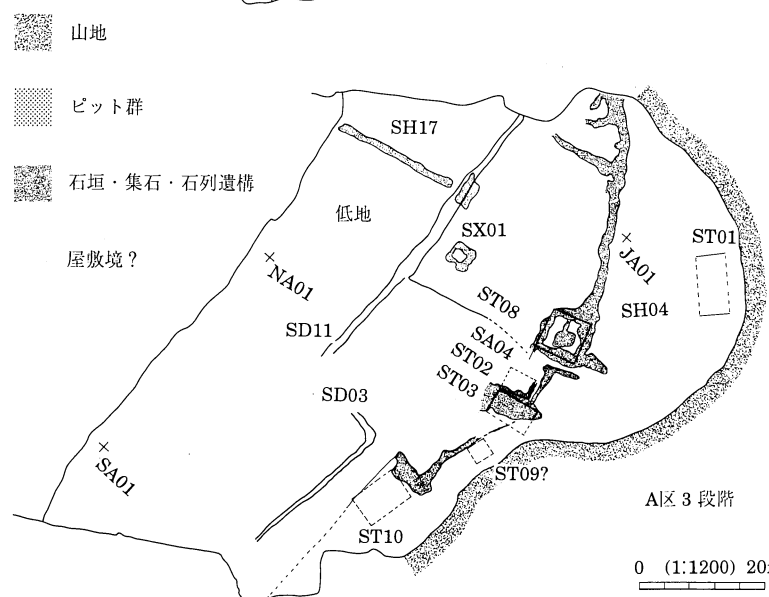 山地
ピット群
石垣・集石・石列遺構
屋敷境？
SH17
低地
SX01
NA01
JA01
ST01
SH04
ST08
SD11
SA04
ST02
ST03
SD03
SA01
ST09?
ST10
A区3段階
0 (1:1200) 20